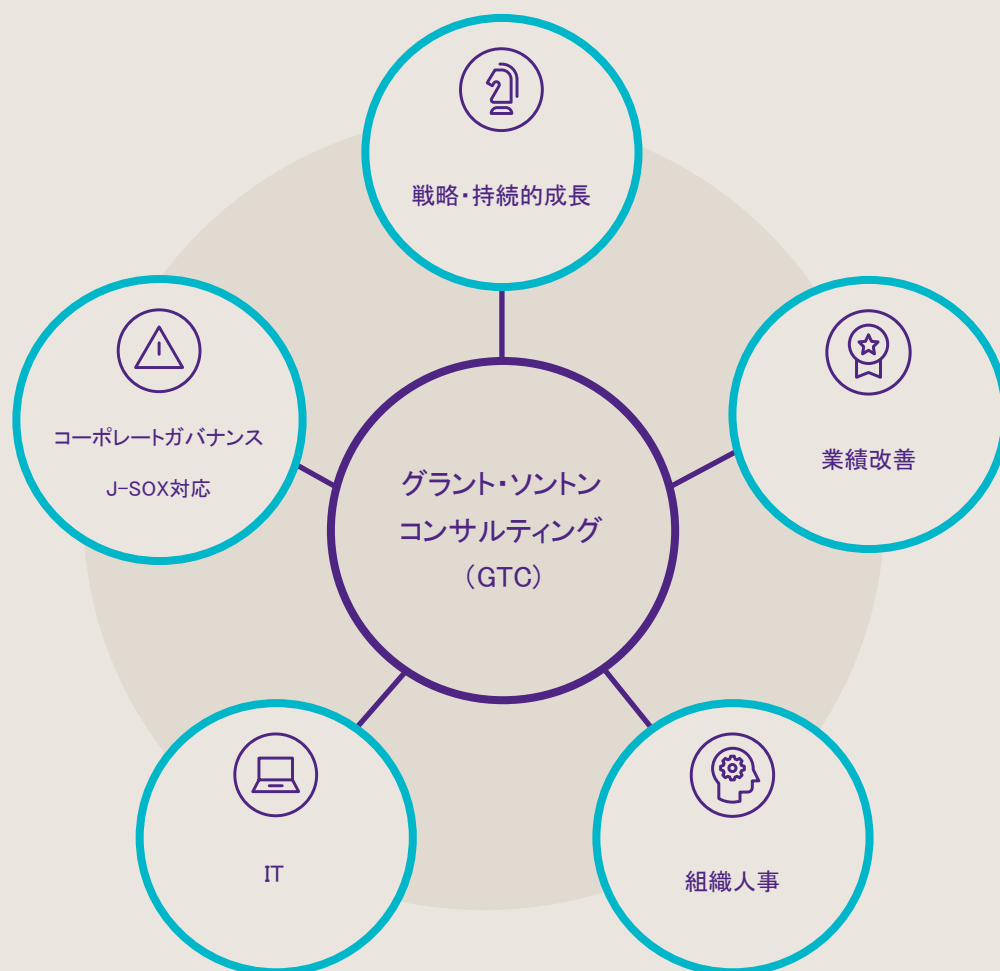 戦略・持続的成長
コーポレートガバナンス
J-SOX対応
業績改善
グラント・ソントン
コンサルティング
（GTC）
IT
組織人事